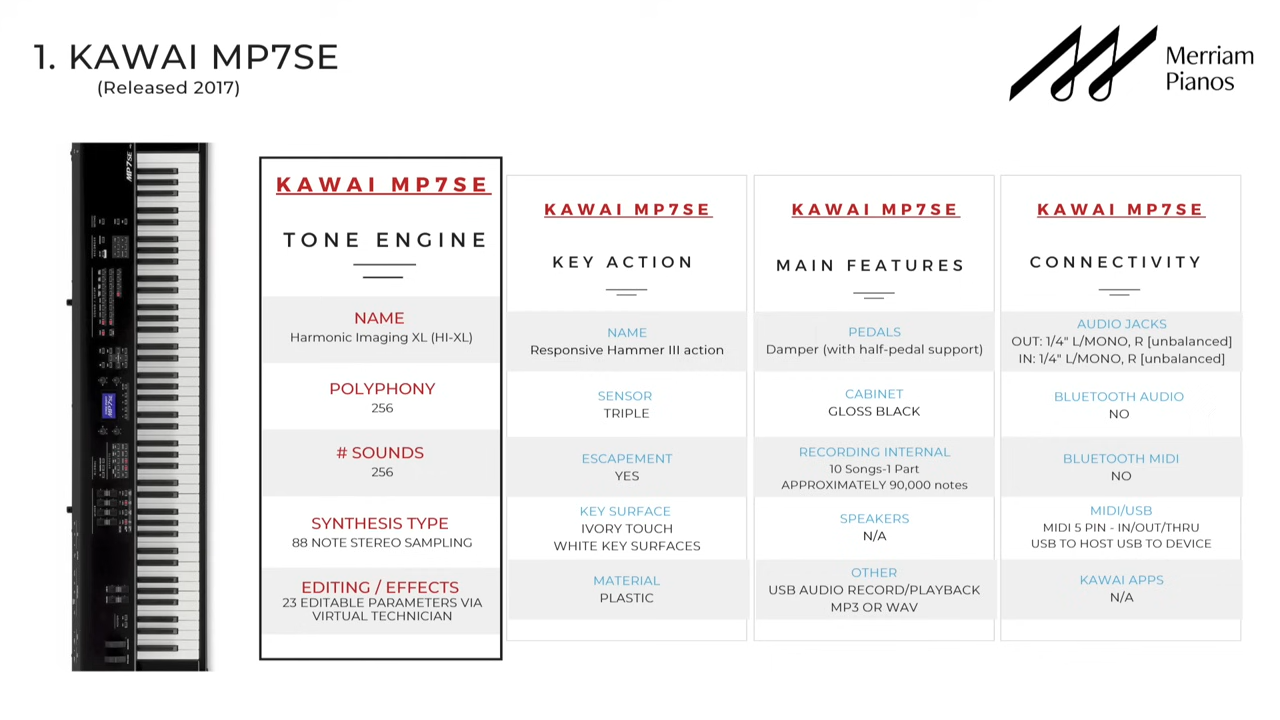 1. KAWAI MP7SE
(Released 2017)
Merriam
Pianos
MP7SE
KAWAI MP7SE
TONE ENGINE
NAME
Harmonic Imaging XL (HI-XL)
POLYPHONY
256
# SOUNDS
256
SYNTHESIS TYPE
88 NOTE STEREO SAMPLING
EDITING / EFFECTS
23 EDITABLE PARAMETERS VIA
VIRTUAL TECHNICIAN
KAWAI MP7SE
KEY ACTION
NAME
Responsive Hammer III action
SENSOR
TRIPLE
ESCAPEMENT
YES
KEY SURFACE
IVORY TOUCH
WHITE KEY SURFACES
MATERIAL
PLASTIC
KAWAI MP7SE
MAIN FEATURES
PEDALS
Damper (with half-pedal support)
CABINET
GLOSS BLACK
RECORDING INTERNAL
10 Songs-1 Part
APPROXIMATELY 90,000 notes
SPEAKERS
N/A
OTHER
USB AUDIO RECORD/PLAYBACK
MP3 OR WAV
KAWAI MP7SE
CONNECTIVITY
AUDIO JACKS
OUT: 1/4" L/MONO, R [unbalanced]
IN: 1/4" L/MONO, R [unbalanced]
BLUETOOTH AUDIO
NO
BLUETOOTH MIDI
NO
MIDI/USB
MIDI 5 PIN - IN/OUT/THRU
USB TO HOST USB TO DEVICE
KAWAI APPS
N/A